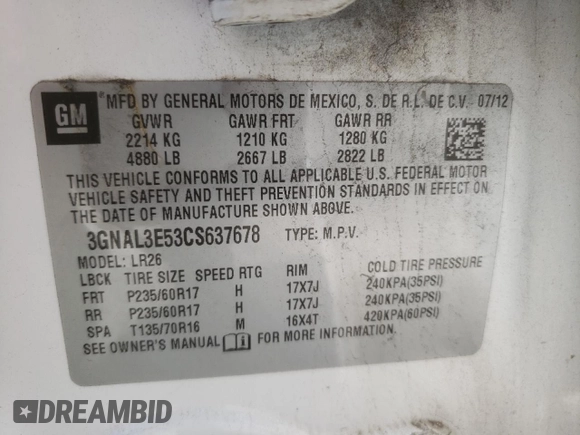 GM
MFD BY GENERAL MOTORS DE MEXICO, S. DE R.L. DE C.V. 07/12
GVWR GAWR FRT GAWR RR
2214 KG 1210 KG 1280 KG
4880 LB 2667 LB 2822 LB
THIS VEHICLE CONFORMS TO ALL APPLICABLE U.S. FEDERAL MOTOR
VEHICLE SAFETY AND THEFT PREVENTION STANDARDS IN EFFECT ON
THE DATE OF MANUFACTURE SHOWN ABOVE.
3GNAL3E53CS637678 TYPE: M.P.V.
MODEL: LR26
LBCK TIRE SIZE SPEED RTG RIM COLD TIRE PRESSURE
FRT P235/60R17 H 17X7J 240KPA(35PSI)
RR P235/60R17 H 17X7J 240KPA(35PSI)
SPA T135/70R16 M 16X4T 420KPA(60PSI)
SEE OWNER'S MANUAL FOR MORE INFORMATION.
DREAMBID